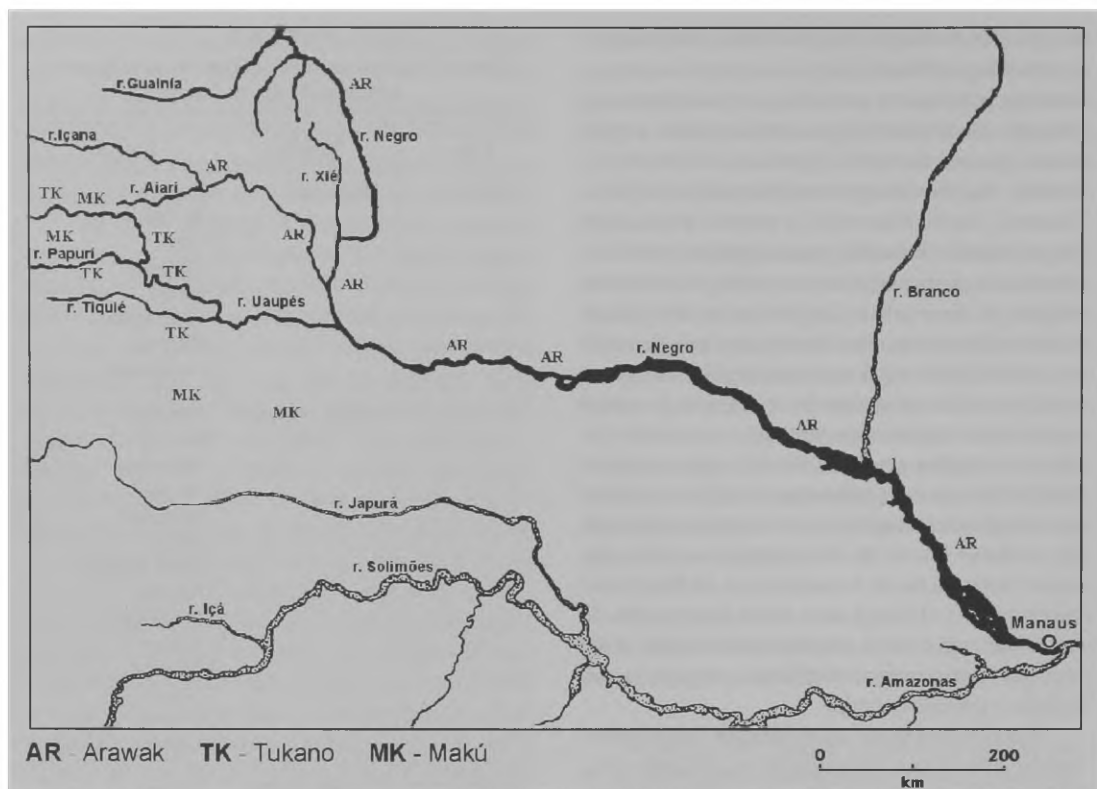 r.Guainía
AR
r. Negro
r.Içana
AR
r. Xié
r. Aiari
TK
MK
AR
MK
TK
r. Papurí
TK
TK
AR
r. Uaupés
r. Tiquié
TK
r. Branco
AR
AR
r. Negro
MK
MK
AR
r. Japurá
AR
r. Solimões
r. Içá
Manaus
r. Amazonas
AR - Arawak TK - Tukano MK - Makú
0 200
km